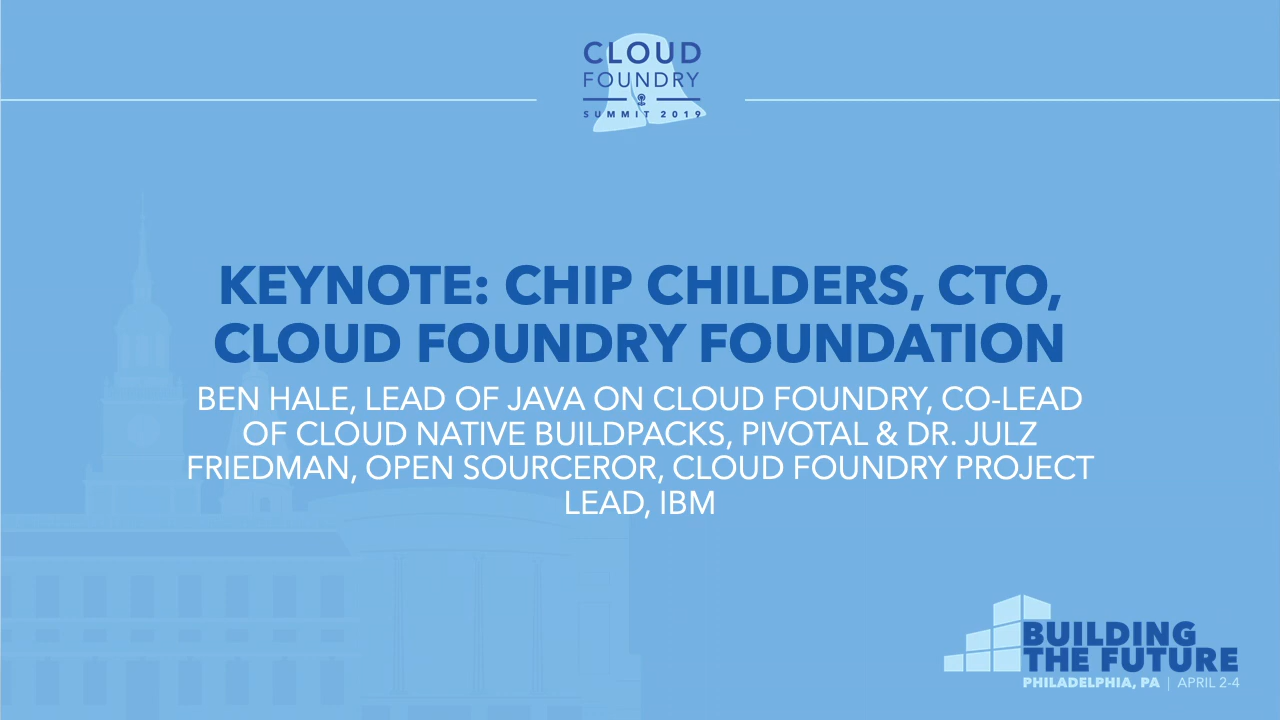 CLOUD
FOUNDRY
SUMMIT 2019
KEYNOTE: CHIP CHILDERS, CTO,
CLOUD FOUNDRY FOUNDATION
BEN HALE, LEAD OF JAVA ON CLOUD FOUNDRY, CO-LEAD
OF CLOUD NATIVE BUILDPACKS, PIVOTAL & DR. JULZ
FRIEDMAN, OPEN SOURCEROR, CLOUD FOUNDRY PROJECT
LEAD, IBM
BUILDING
THE FUTURE
PHILADELPHIA, PA | APRIL 2-4